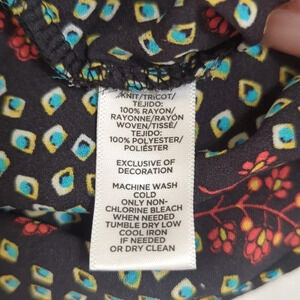 KNIT/TRICOT/
TEJIDO:
100% RAYON/
RAYONNE/RAYÓN
WOVEN/TISSÉ/
TEJIDO:
100% POLYESTER/
POLIÉSTER
EXCLUSIVE OF
DECORATION
MACHINE WASH
COLD
ONLY NON-
CHLORINE BLEACH
WHEN NEEDED
TUMBLE DRY LOW
COOL IRON
IF NEEDED
OR DRY CLEAN